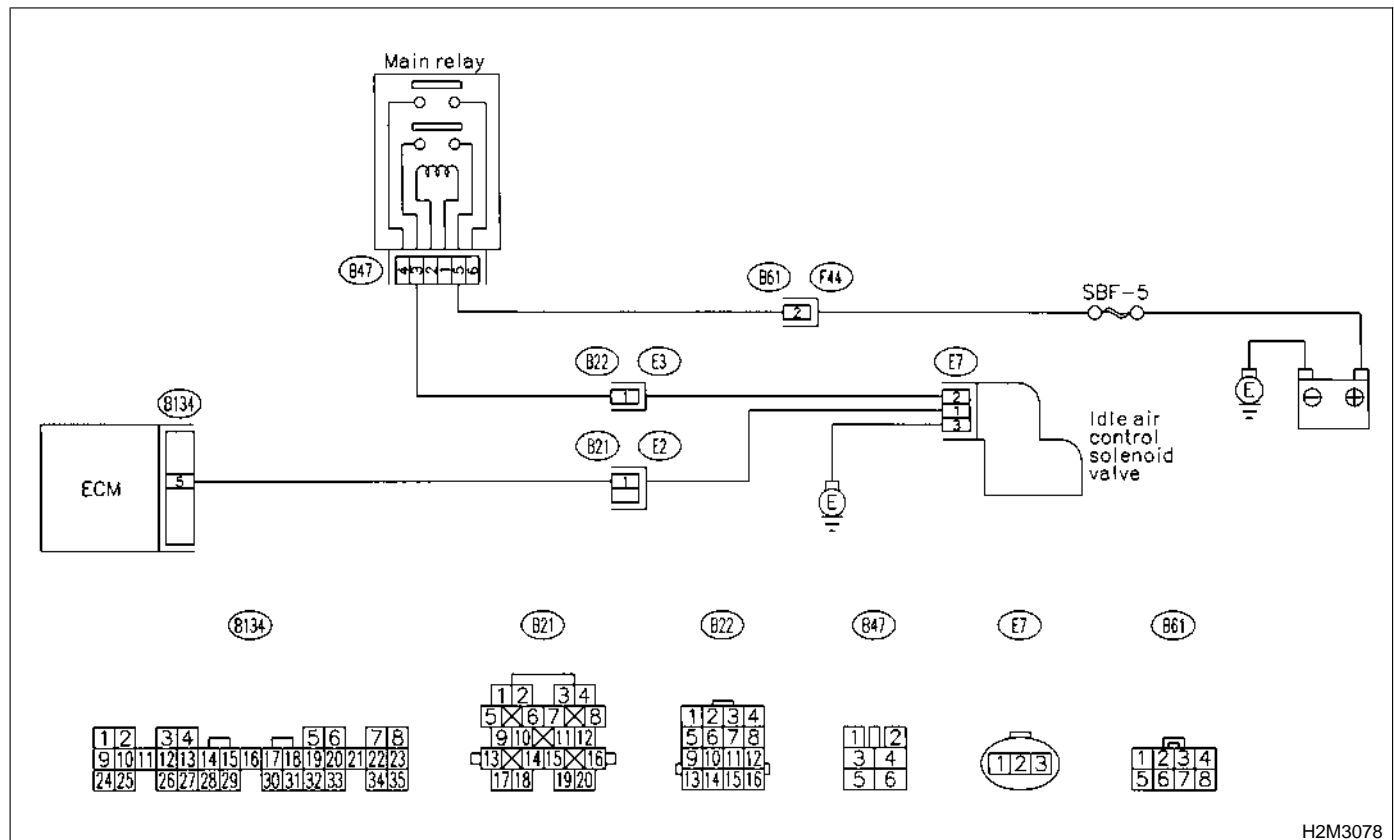 Main relay
B47
4 3 2 1 5 6
B61 F44
2
SBF-5
B22 E3
1
E7
2
1
3
E
⊖ ⊕
B134
B21 E2
1
ECM
5
E
Idle air
control
solenoid
valve
B134
B21
B22
B47
E7
B61
1 2 3 4 5 6 7 8
9 10 11 12 13 14 15 16 17 18 19 20 21 22 23
24 25 26 27 28 29 30 31 32 33 34 35
1 2 3 4
5 6 7 8
9 10 11 12
13 14 15 16
17 18 19 20
1 2 3 4
5 6 7 8
9 10 11 12
13 14 15 16
1 2
3 4
5 6
1 2 3
1 2 3 4
5 6 7 8
H2M3078